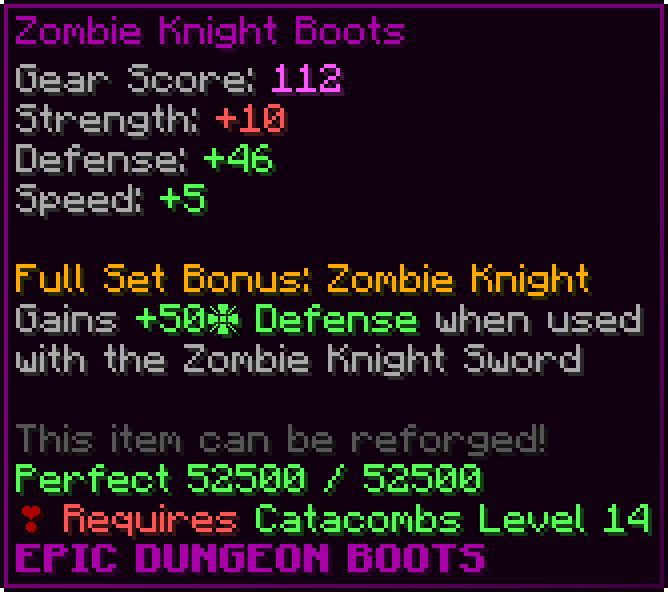 Zombie Knight Boots
Gear Score: 112
Strength: +10
Defense: +46
Speed: +5
Full Set Bonus: Zombie Knight
Gains +50❈ Defense when used
with the Zombie Knight Sword
This item can be reforged!
Perfect 52500 / 52500
❣ Requires Catacombs Level 14
EPIC DUNGEON BOOTS